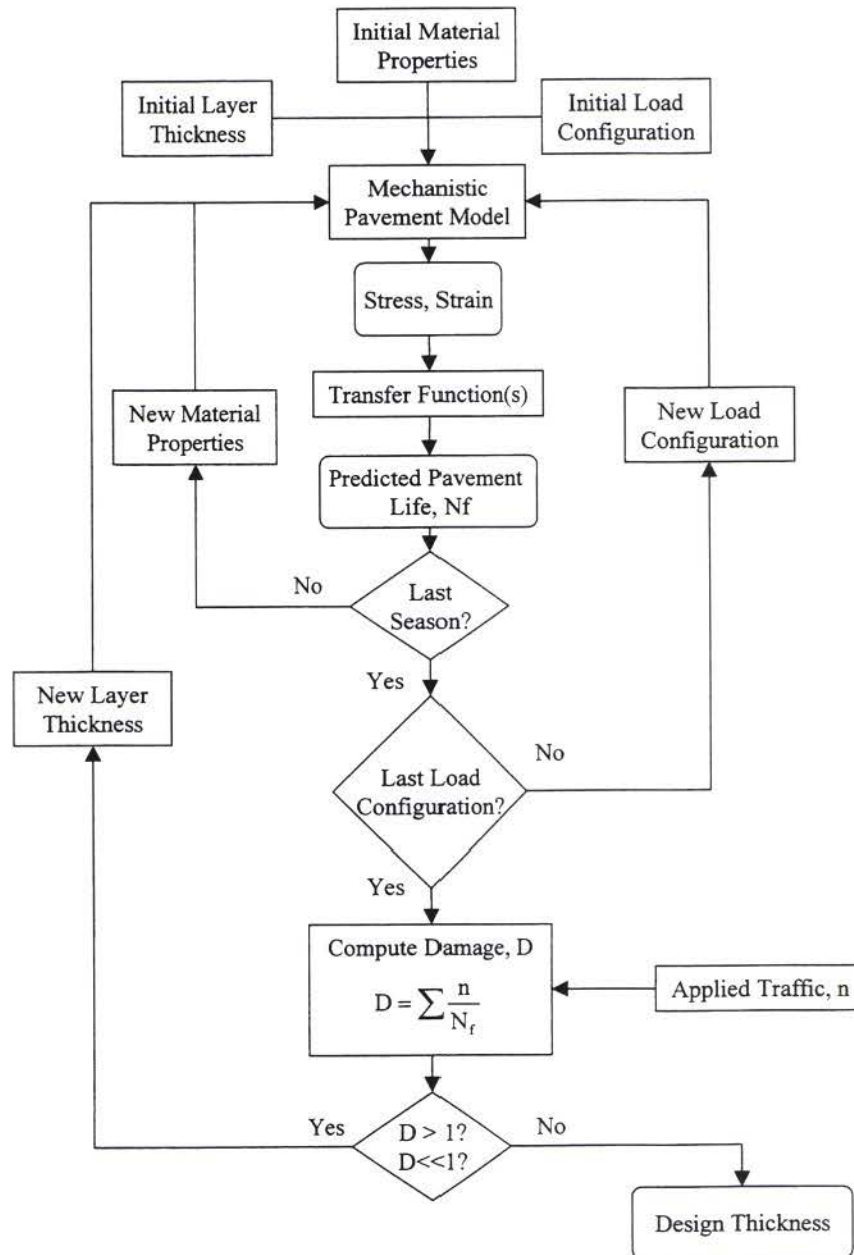 Initial Material
Properties
Initial Layer
Thickness
Initial Load
Configuration
Mechanistic
Pavement Model
Stress, Strain
Transfer Function(s)
New Material
Properties
New Load
Configuration
Predicted Pavement
Life, Nf
No
Last
Season?
Yes
New Layer
Thickness
No
Last Load
Configuration?
Yes
Compute Damage, D
D = ∑ n/N_f
Applied Traffic, n
Yes
D > 1?
D<<1?
No
Design Thickness